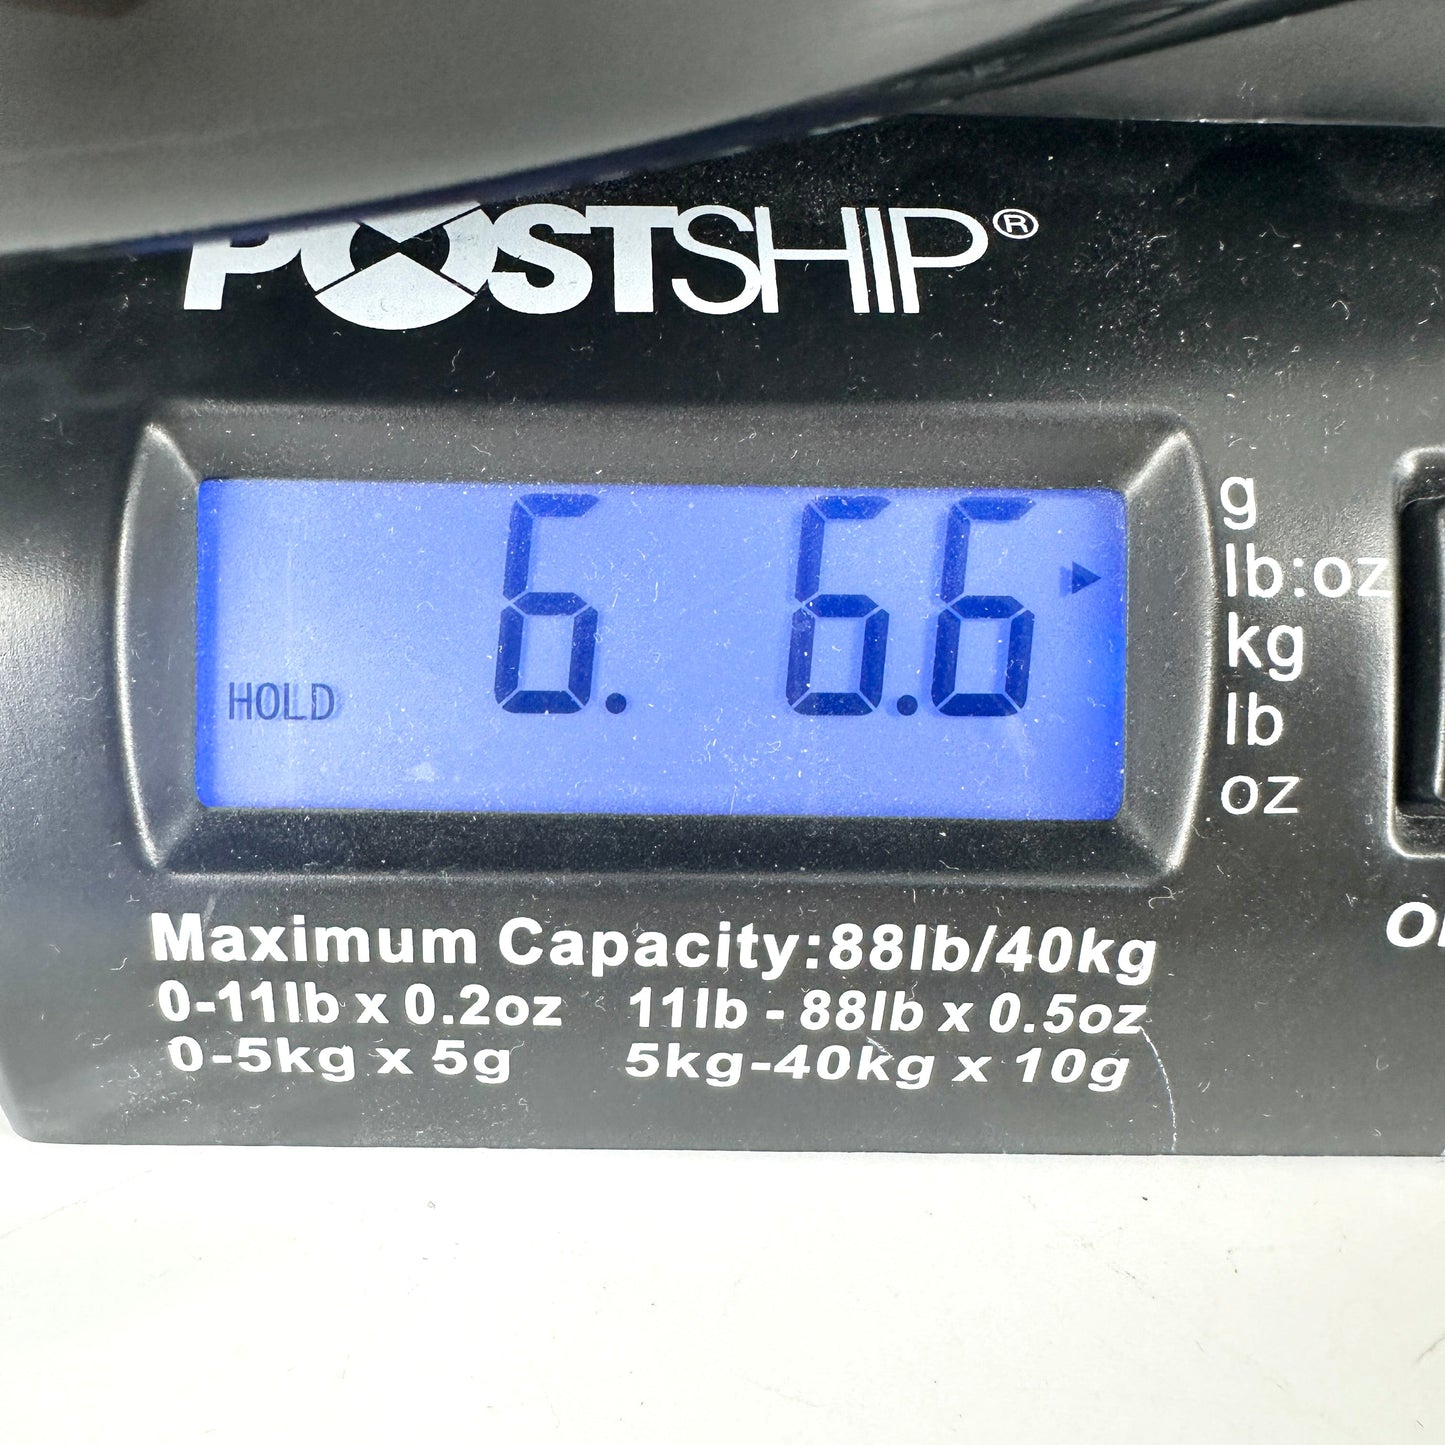 POSTSHIP®
6. 6.6
HOLD
g
lb:oz
kg
lb
oz
Maximum Capacity:88lb/40kg
0-11lb x 0.2oz 11lb - 88lb x 0.5oz
0-5kg x 5g 5kg-40kg x 10g